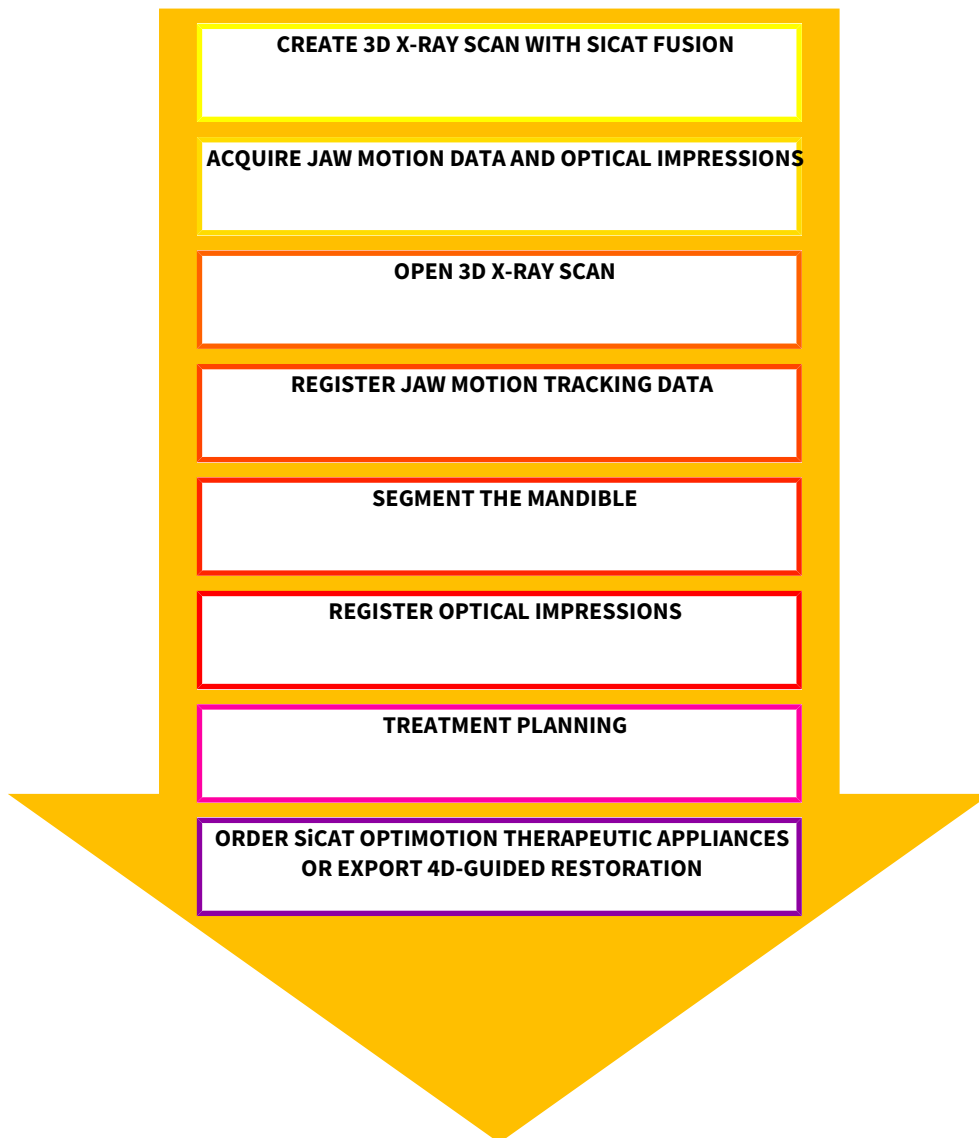 CREATE 3D X-RAY SCAN WITH SICAT FUSION
ACQUIRE JAW MOTION DATA AND OPTICAL IMPRESSIONS
OPEN 3D X-RAY SCAN
REGISTER JAW MOTION TRACKING DATA
SEGMENT THE MANDIBLE
REGISTER OPTICAL IMPRESSIONS
TREATMENT PLANNING
ORDER SiCAT OPTIMOTION THERAPEUTIC APPLIANCES
OR EXPORT 4D-GUIDED RESTORATION